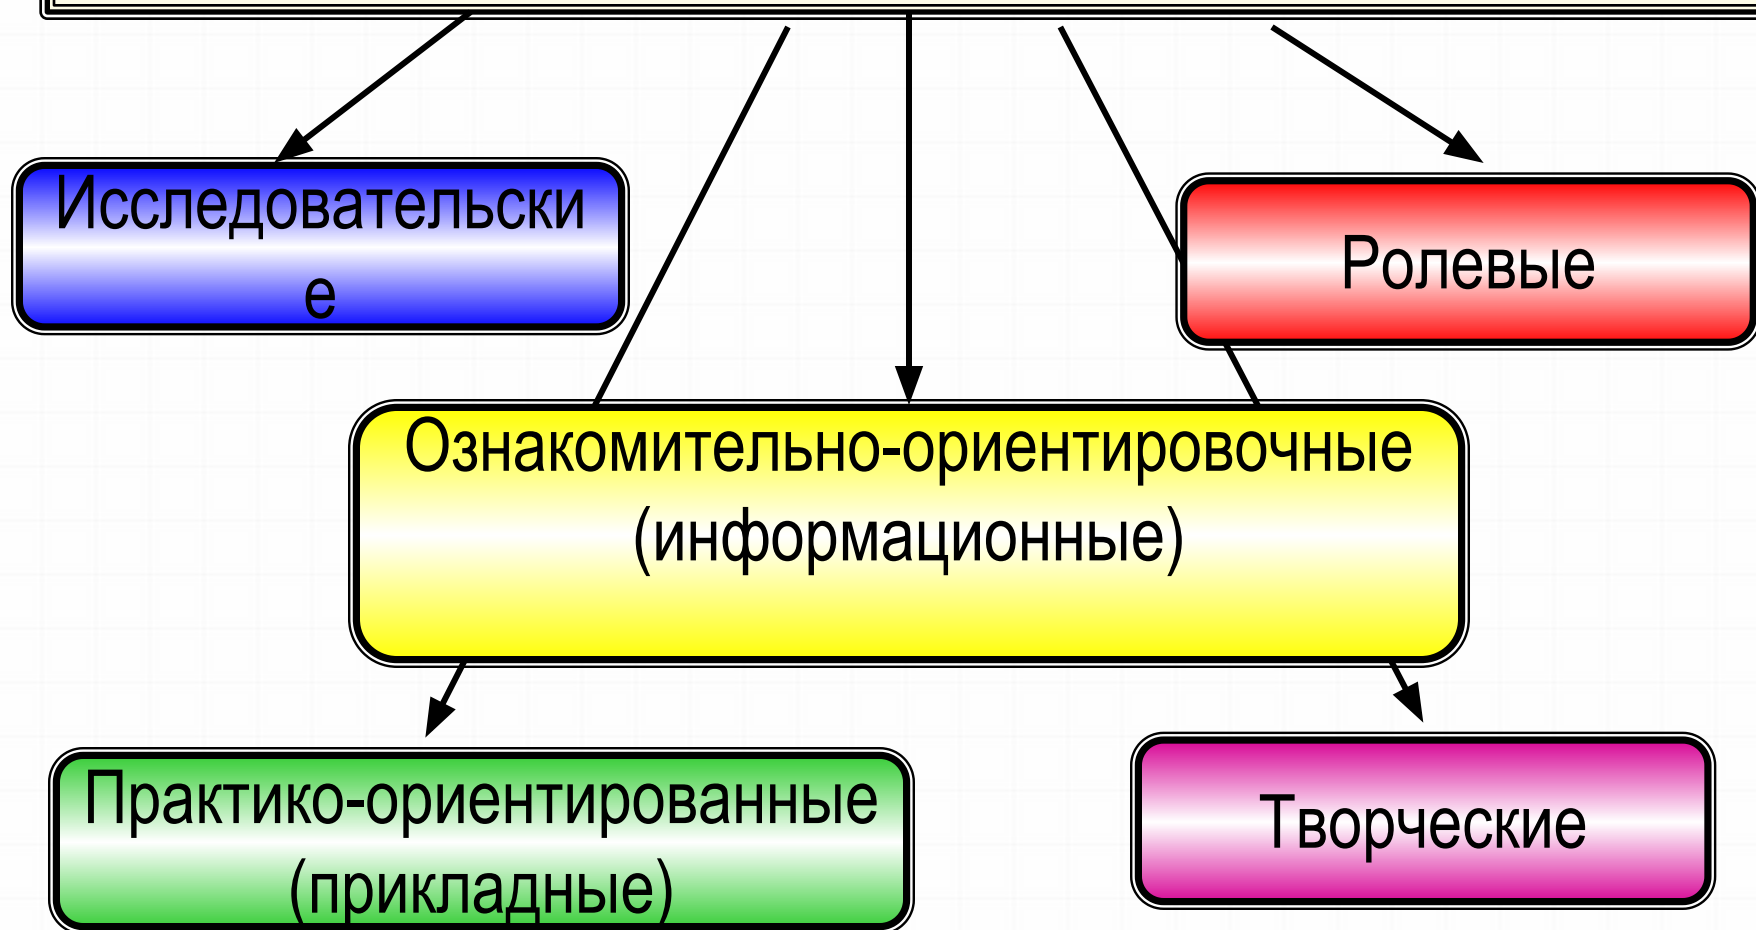 Исследовательски
е
Ролевые
Ознакомительно-ориентировочные
(информационные)
Практико-ориентированные
(прикладные)
Творческие